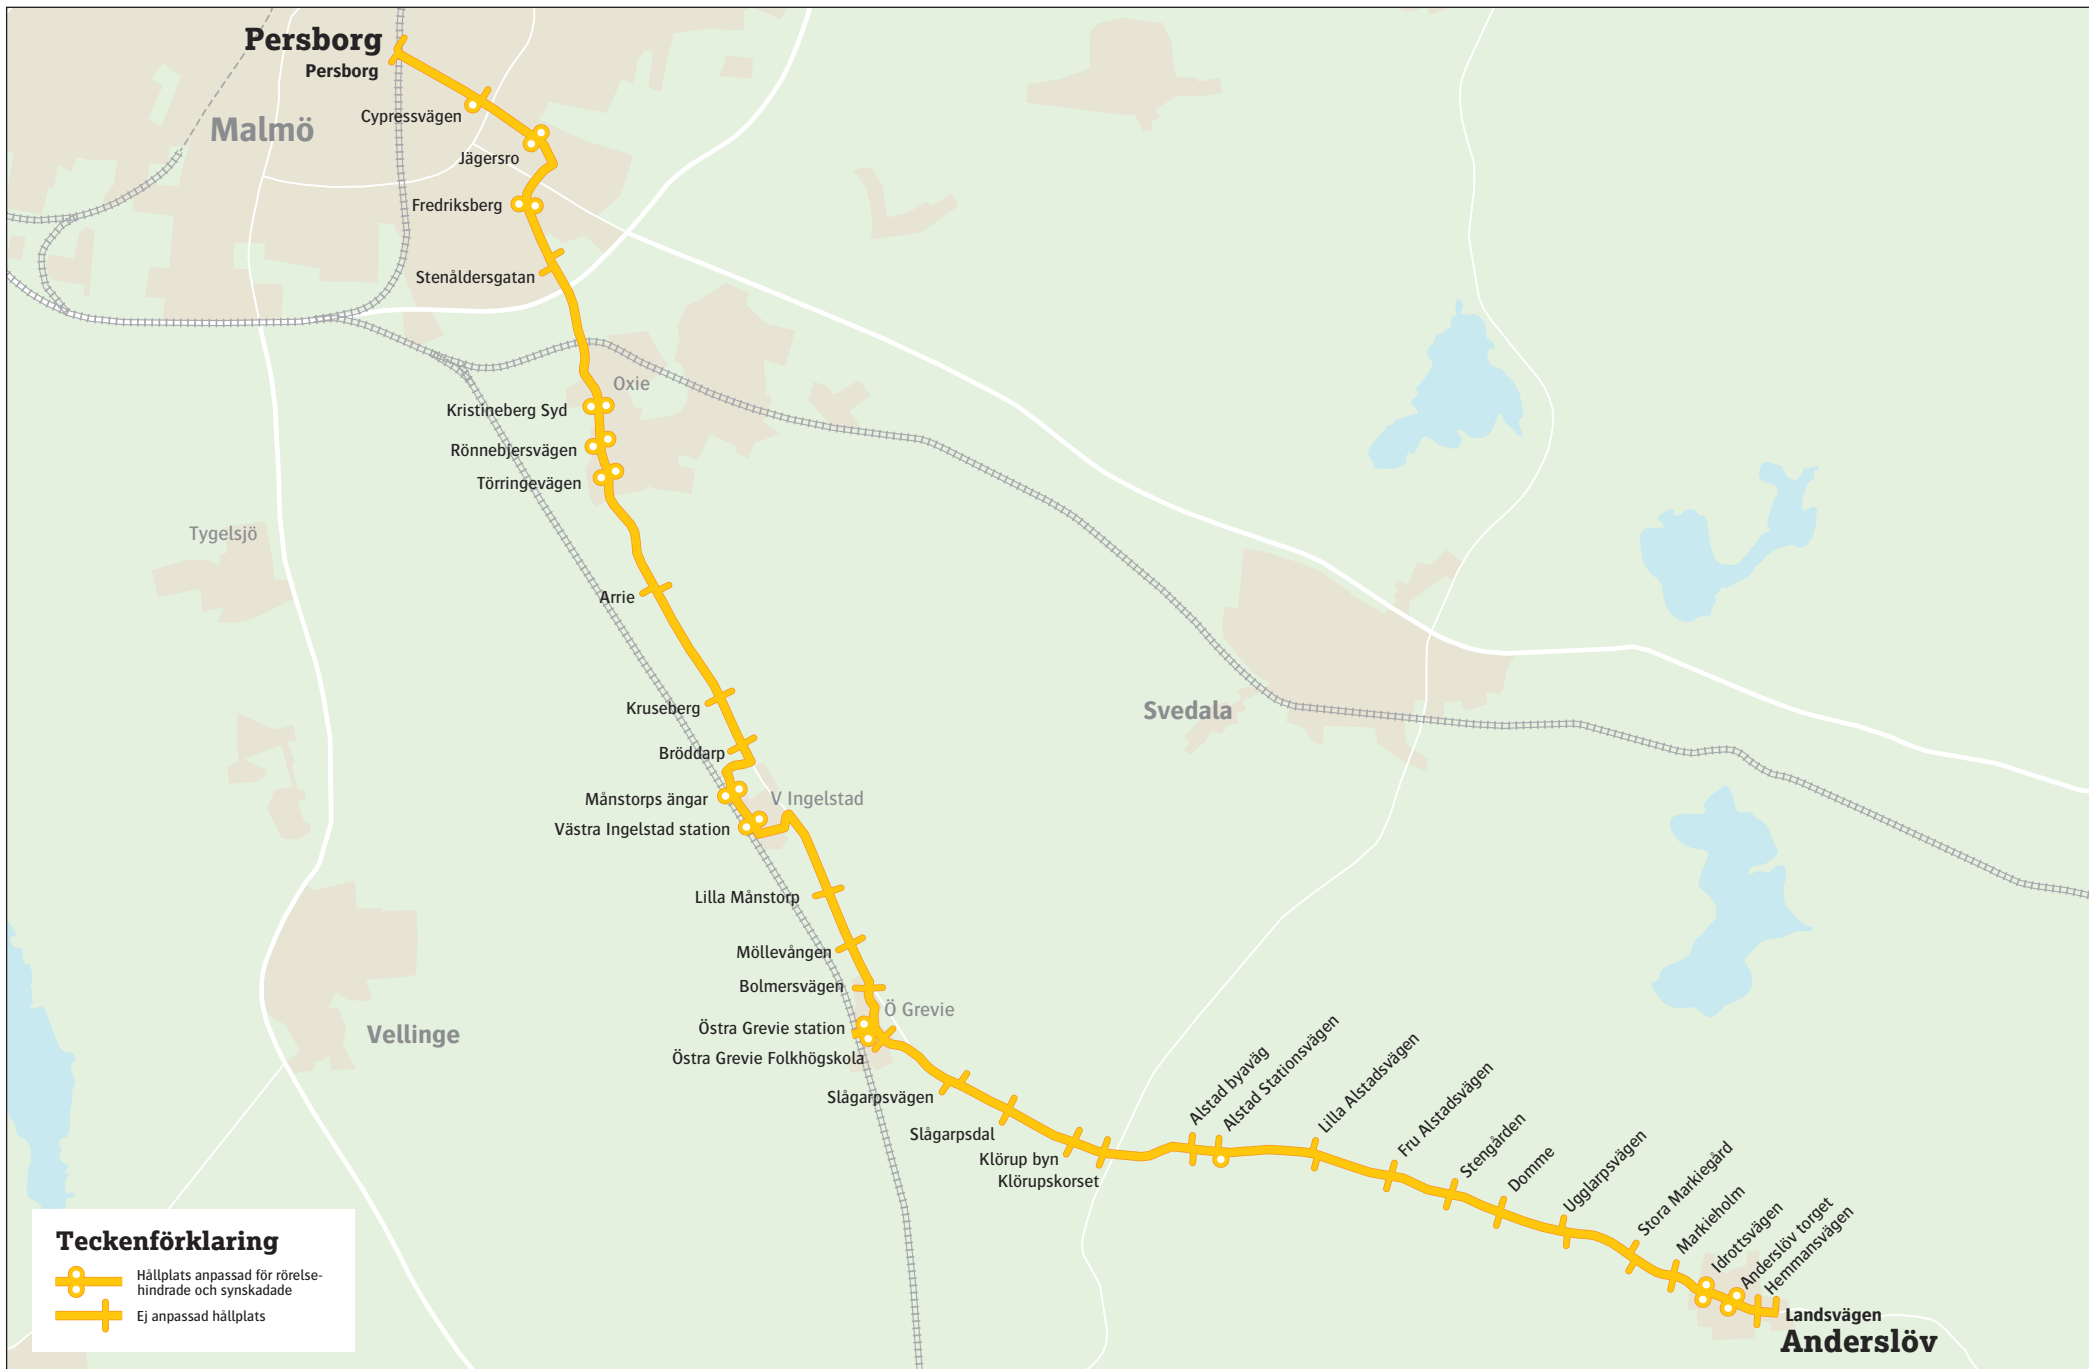 Persborg
Persborg
Malmö
Cypressvägen
Jägersro
Fredriksberg
Stenåldersgatan
Oxie
Kristineberg Syd
Rönnebjersvägen
Törringevägen
Tygelsjö
Arrie
Kruseberg
Svedala
Bröddarp
Månstorps ängar
V Ingelstad
Västra Ingelstad station
Lilla Månstorp
Möllevången
Bolmersvägen
Ö Grevie
Östra Grevie station
Vellinge
Östra Grevie Folkhögskola
Slågarpsvägen
Slågarpsdal
Klörup byn
Klörupskorset
Alstad byaväg
Alstad Stationsvägen
Lilla Alstadsvägen
Fru Alstadsvägen
Stengården
Domme
Ugglarpsvägen
Stora Markiegård
Markieholm
Idrottsvägen
Anderslöv torget
Hemmansvägen
Landsvägen
Anderslöv
Teckenförklaring
Hållplats anpassad för rörelse-
hindrade och synskadade
Ej anpassad hållplats